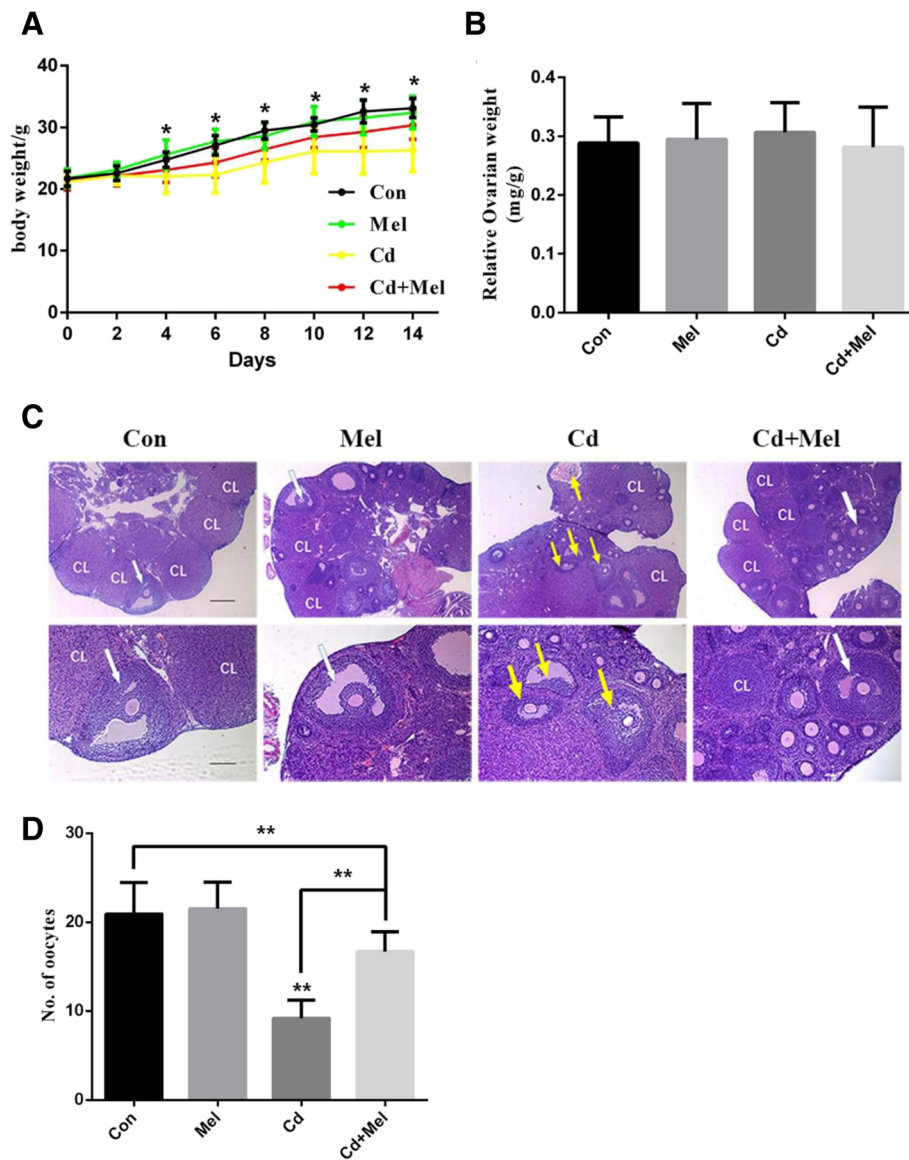 A
body weight/g
40
30
20
10
0
* * * * * *
Con
Mel
Cd
Cd+Mel
0 2 4 6 8 10 12 14
Days
B
Relative Ovarian weight
(mg/g)
0.4
0.3
0.2
0.1
0.0
Con Mel Cd Cd+Mel
C
Con Mel Cd Cd+Mel
CL CL CL CL CL
CL CL
CL CL
CL CL CL CL
CL CL
CL
D
No. of oocytes
30
20
10
0
**
**
**
Con Mel Cd Cd+Mel